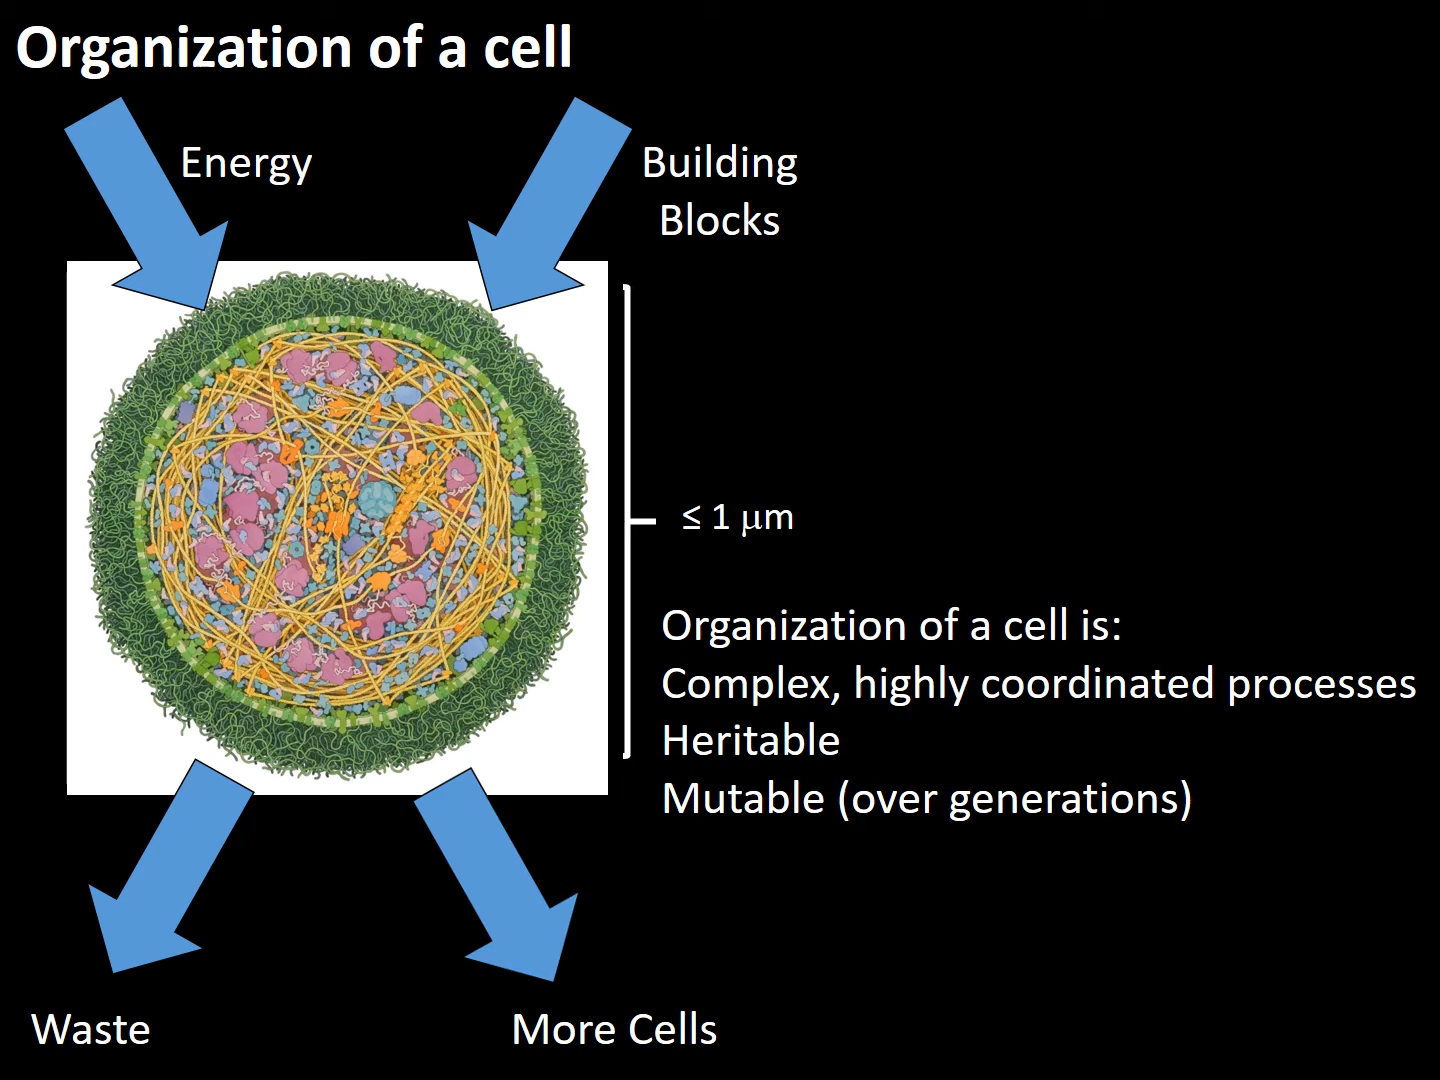 Organization of a cell
Energy
Building
Blocks
≤ 1 μm
Organization of a cell is:
Complex, highly coordinated processes
Heritable
Mutable (over generations)
Waste
More Cells